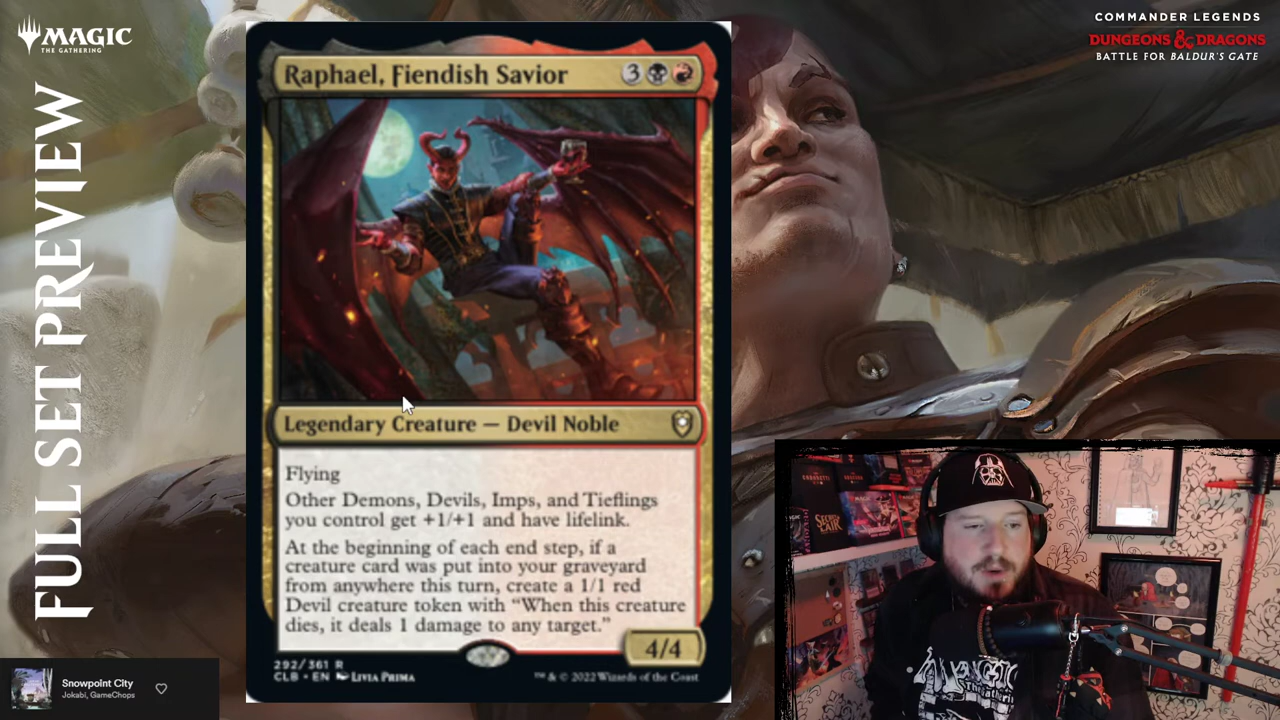 MAGIC
THE GATHERING
FULL SET PREVIEW
COMMANDER LEGENDS
DUNGEONS & DRAGONS
BATTLE FOR BALDUR'S GATE
Raphael, Fiendish Savior 3
Legendary Creature — Devil Noble
Flying
Other Demons, Devils, Imps, and Tieflings
you control get +1/+1 and have lifelink.
At the beginning of each end step, if a
creature card was put into your graveyard
from anywhere this turn, create a 1/1 red
Devil creature token with “When this creature
dies, it deals 1 damage to any target.”
4/4
292/361 R
CLB • EN LIVIA PRIMA
™ & © 2022 Wizards of the Coast
Snowpoint City
Jokabi, GameChops
SECRET
LAIR